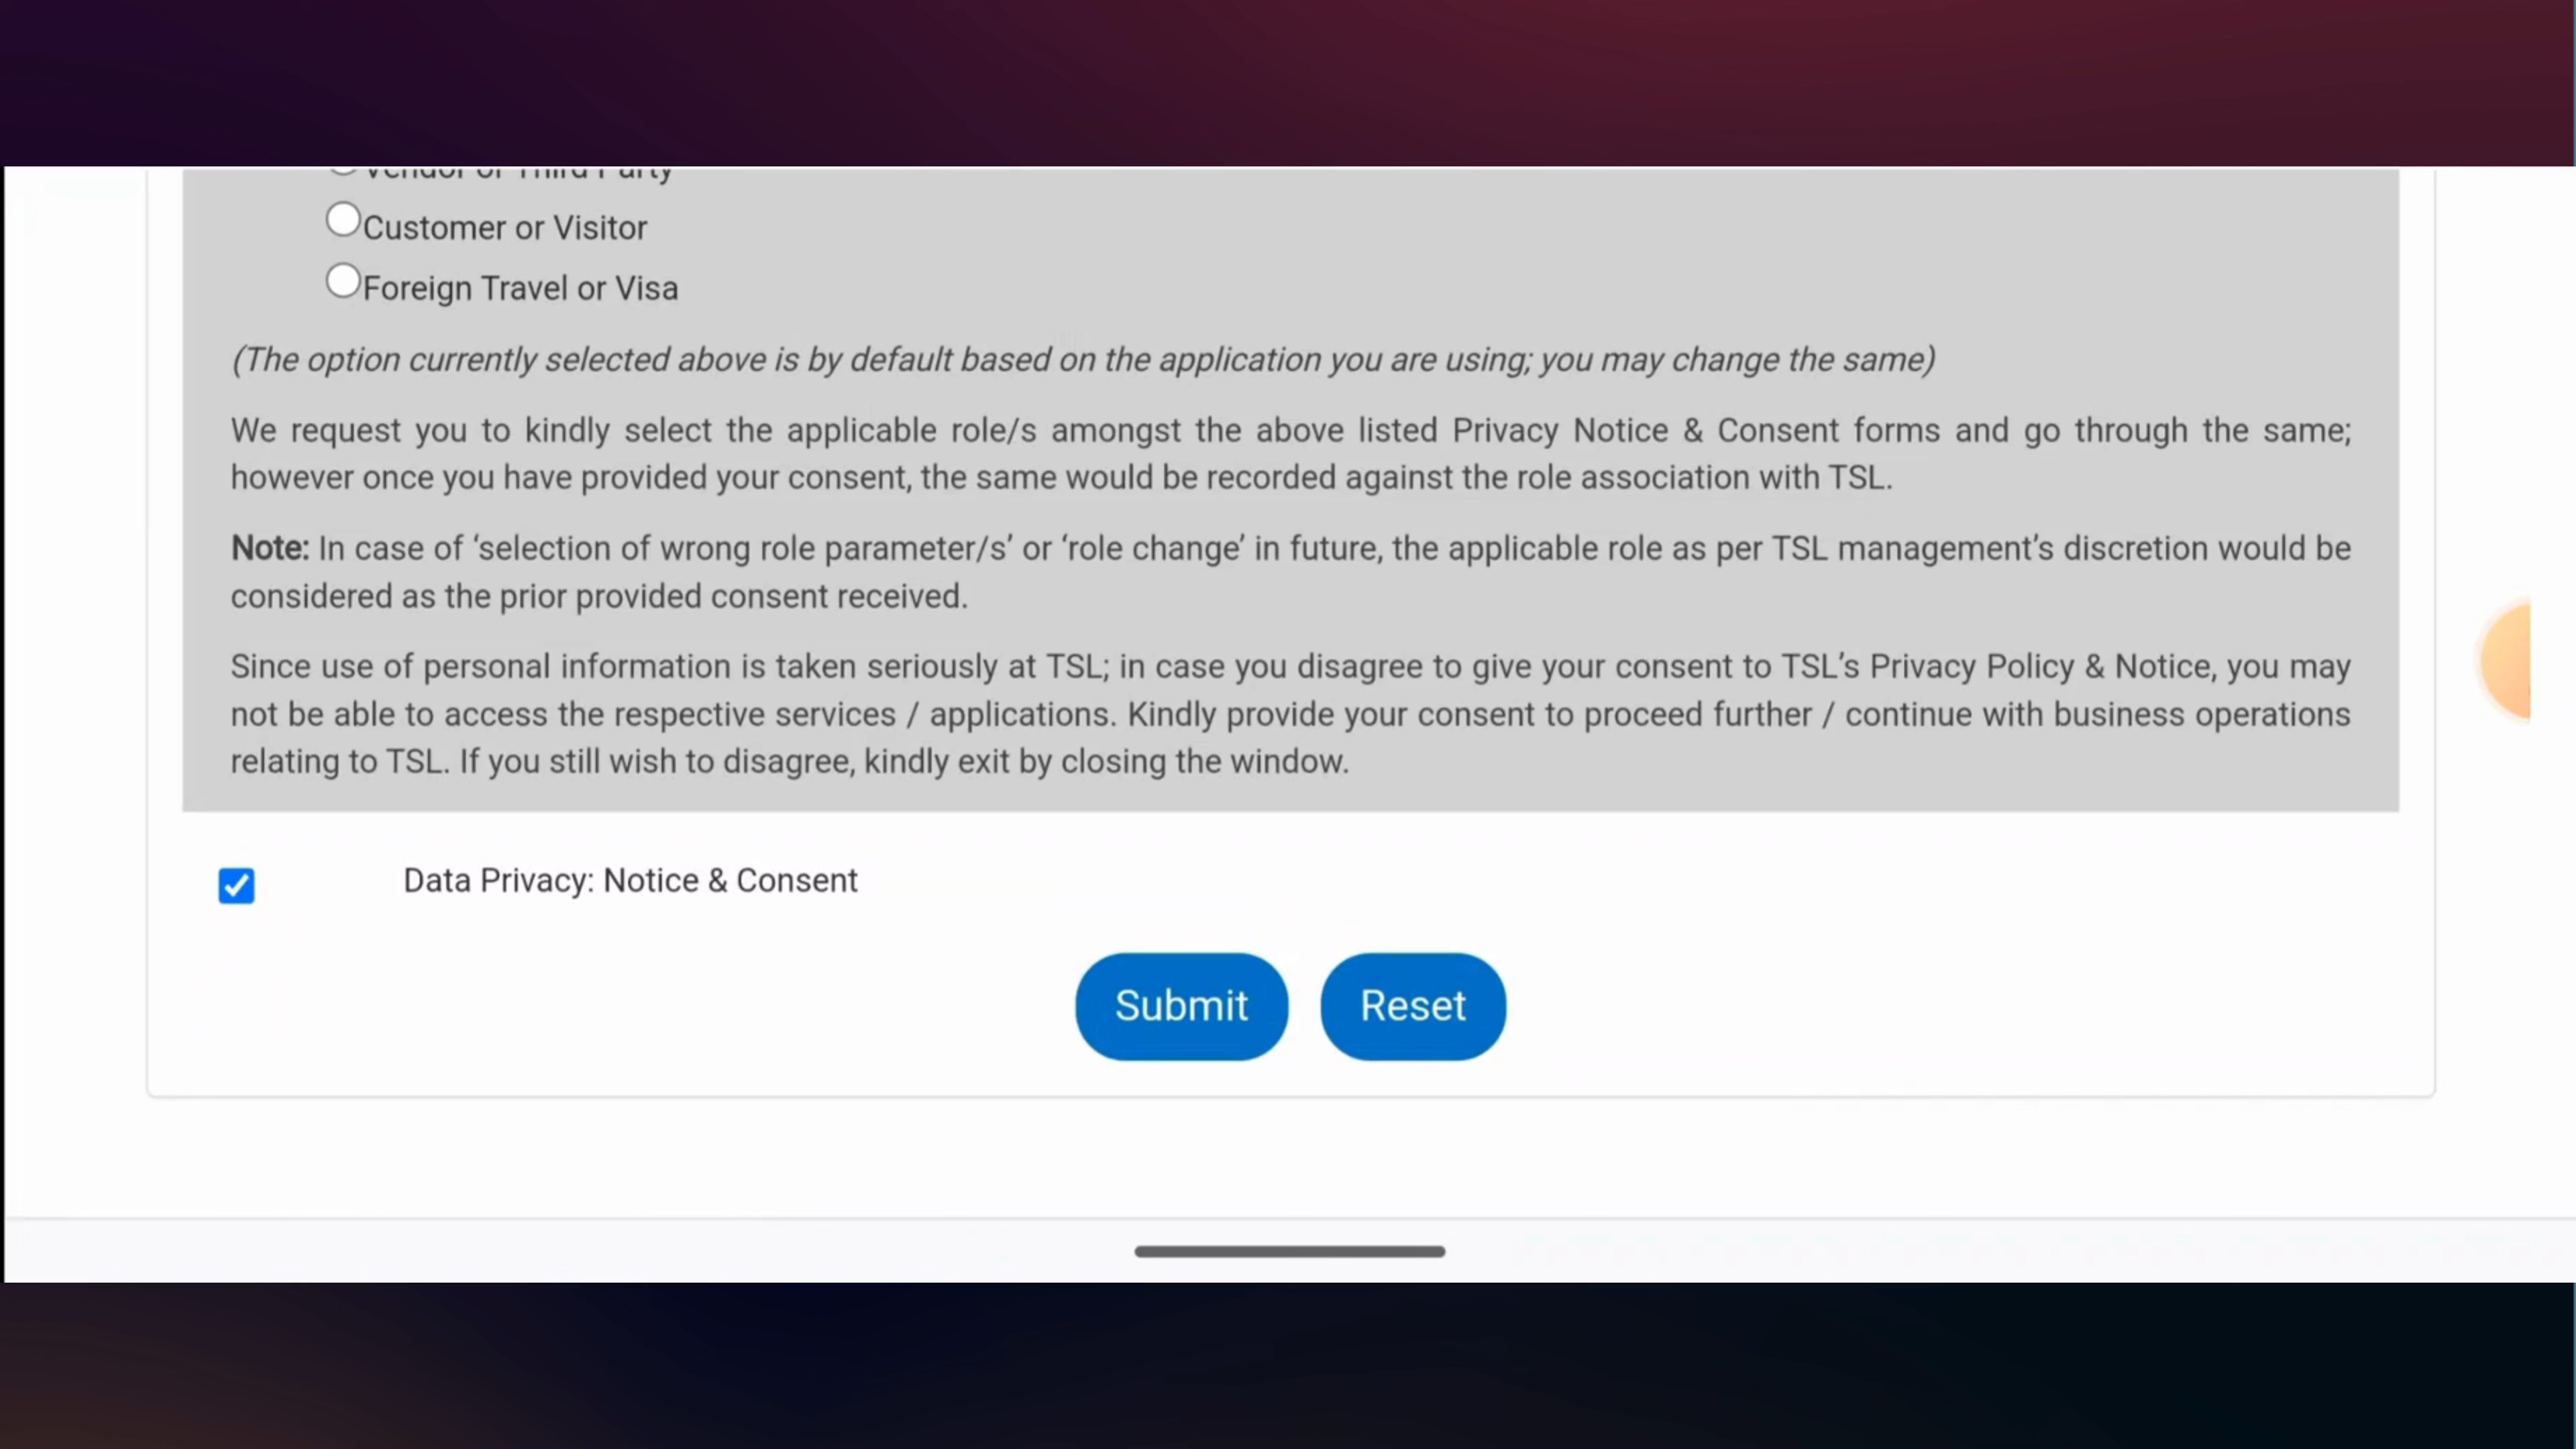 Vendor or Third Party
Customer or Visitor
Foreign Travel or Visa
(The option currently selected above is by default based on the application you are using; you may change the same)
We request you to kindly select the applicable role/s amongst the above listed Privacy Notice & Consent forms and go through the same;
however once you have provided your consent, the same would be recorded against the role association with TSL.
Note: In case of ‘selection of wrong role parameter/s’ or ‘role change’ in future, the applicable role as per TSL management’s discretion would be
considered as the prior provided consent received.
Since use of personal information is taken seriously at TSL; in case you disagree to give your consent to TSL’s Privacy Policy & Notice, you may
not be able to access the respective services / applications. Kindly provide your consent to proceed further / continue with business operations
relating to TSL. If you still wish to disagree, kindly exit by closing the window.
Data Privacy: Notice & Consent
Submit Reset